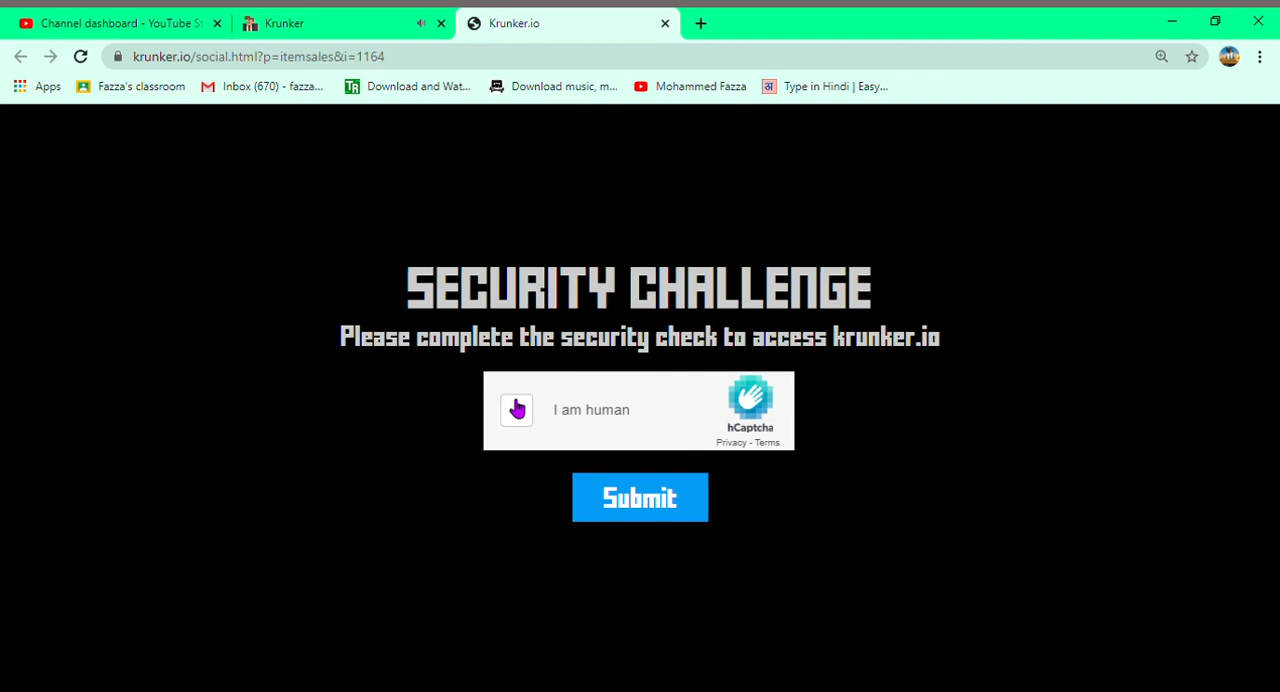 Channel dashboard - YouTube St
Krunker
Krunker.io
krunker.io/social.html?p=itemsales&i=1164
Apps
Fazza's classroom
Inbox (670) - fazza...
TR
Download and Wat...
Download music, m...
Mohammed Fazza
अ
Type in Hindi | Easy...
SECURITY CHALLENGE
Please complete the security check to access krunker.io
I am human
hCaptcha
Privacy - Terms
Submit